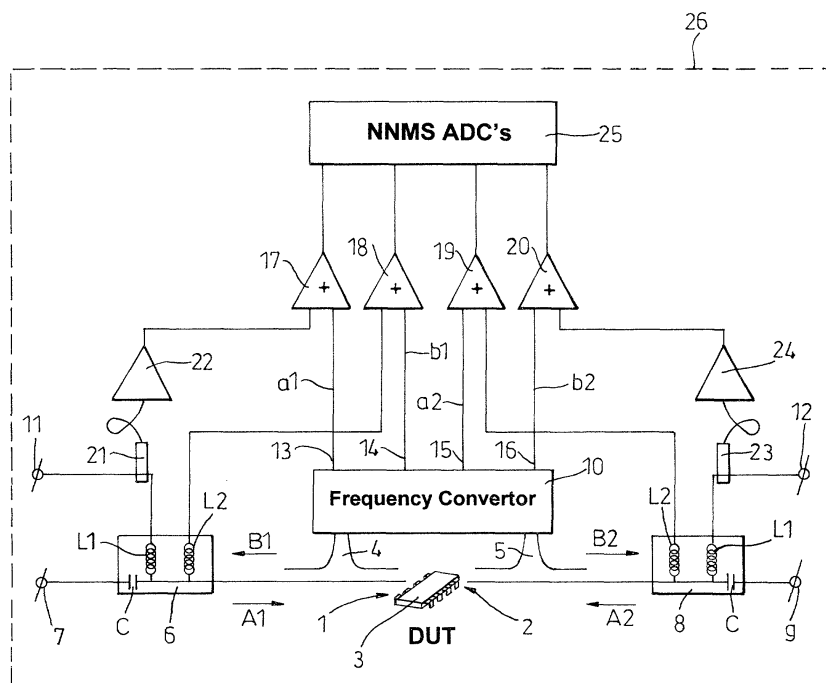 26
NNMS ADC's
25
17
18
19
20
+
+
+
+
22
24
b1
a1
a2
b2
11
12
21
23
13
14
15
16
10
Frequency Convertor
L2
L1
L2
L1
B1
B2
4
5
C
6
8
C
7
g
A1
A2
1
2
3
DUT